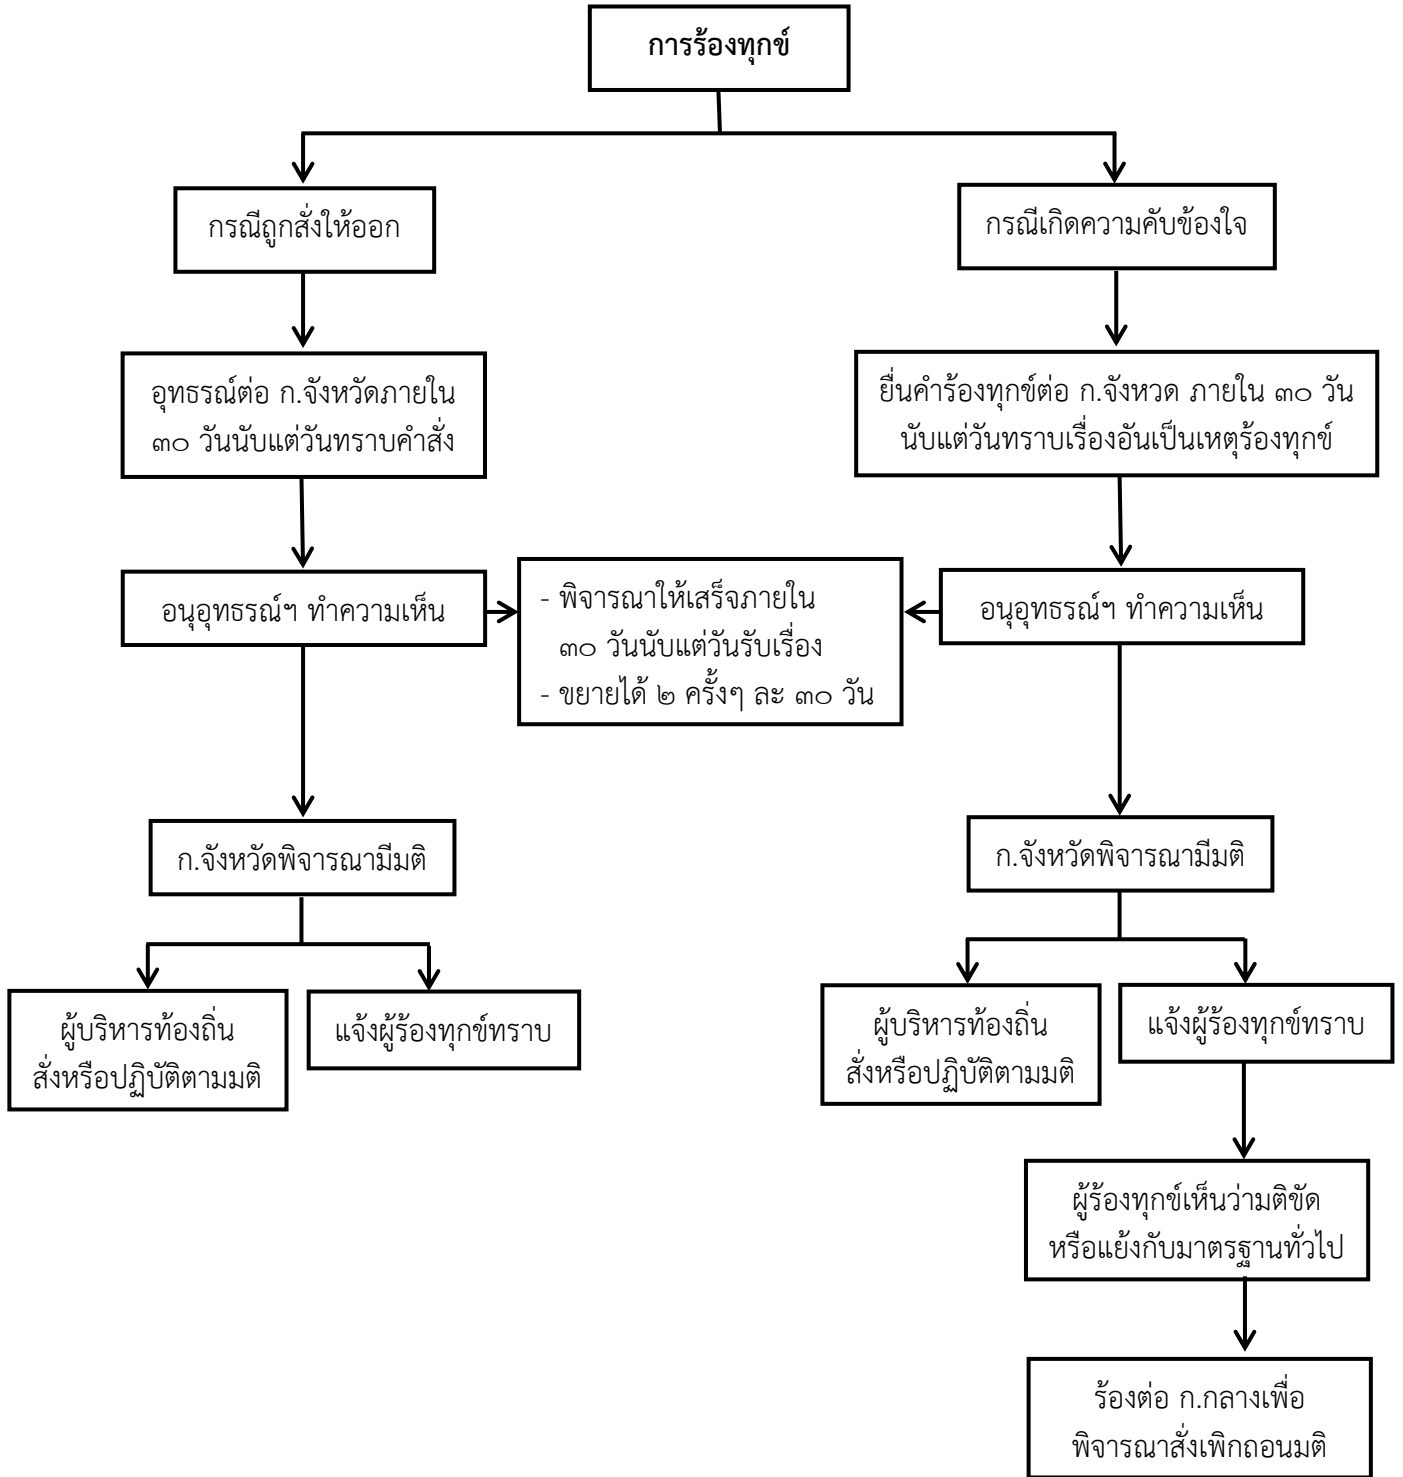 การร้องทุกข์
กรณีถูกสั่งให้ออก
กรณีเกิดความคับข้องใจ
อุทธรณ์ต่อ ก.จังหวัดภายใน
๓๐ วันนับแต่วันทราบคำสั่ง
ยื่นคำร้องทุกข์ต่อ ก.จังหวด ภายใน ๓๐ วัน
นับแต่วันทราบเรื่องอันเป็นเหตุร้องทุกข์
อนุอุทธรณ์ฯ ทำความเห็น
- พิจารณาให้เสร็จภายใน
๓๐ วันนับแต่วันรับเรื่อง
- ขยายได้ ๒ ครั้งๆ ละ ๓๐ วัน
อนุอุทธรณ์ฯ ทำความเห็น
ก.จังหวัดพิจารณามีมติ
ก.จังหวัดพิจารณามีมติ
ผู้บริหารท้องถิ่น
สั่งหรือปฏิบัติตามมติ
แจ้งผู้ร้องทุกข์ทราบ
ผู้บริหารท้องถิ่น
สั่งหรือปฏิบัติตามมติ
แจ้งผู้ร้องทุกข์ทราบ
ผู้ร้องทุกข์เห็นว่ามติขัด
หรือแย้งกับมาตรฐานทั่วไป
ร้องต่อ ก.กลางเพื่อ
พิจารณาสั่งเพิกถอนมติ